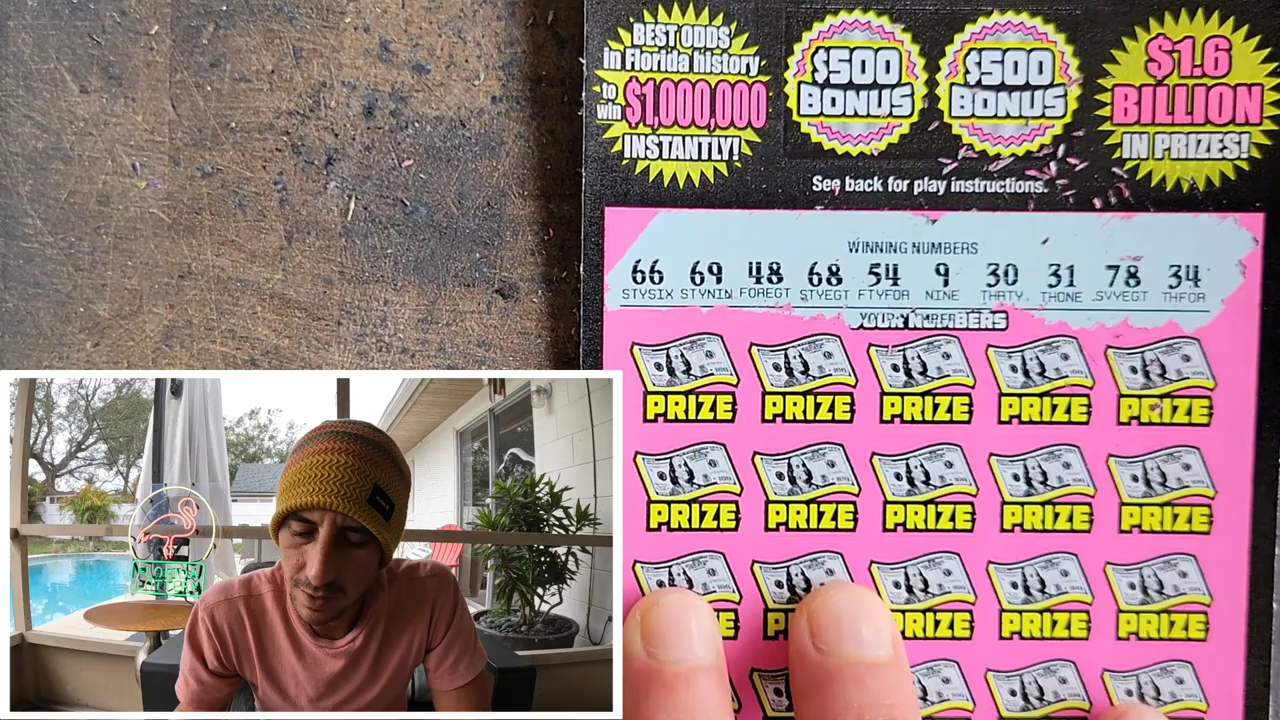 BEST ODDS
in Florida history
to win $1,000,000
INSTANTLY!
$500
BONUS
$500
BONUS
$1.6
BILLION
IN PRIZES!
See back for play instructions.
WINNING NUMBERS
66 69 48 68 54 9 30 31 78 34
STYSIX STYNIN FOREGT STYEGT FTYFOR NINE THRTY THONE SVYEGT THFOR
YOUR NUMBERS
PRIZE PRIZE PRIZE PRIZE PRIZE
PRIZE PRIZE PRIZE PRIZE PRIZE
PRIZE PRIZE PRIZE